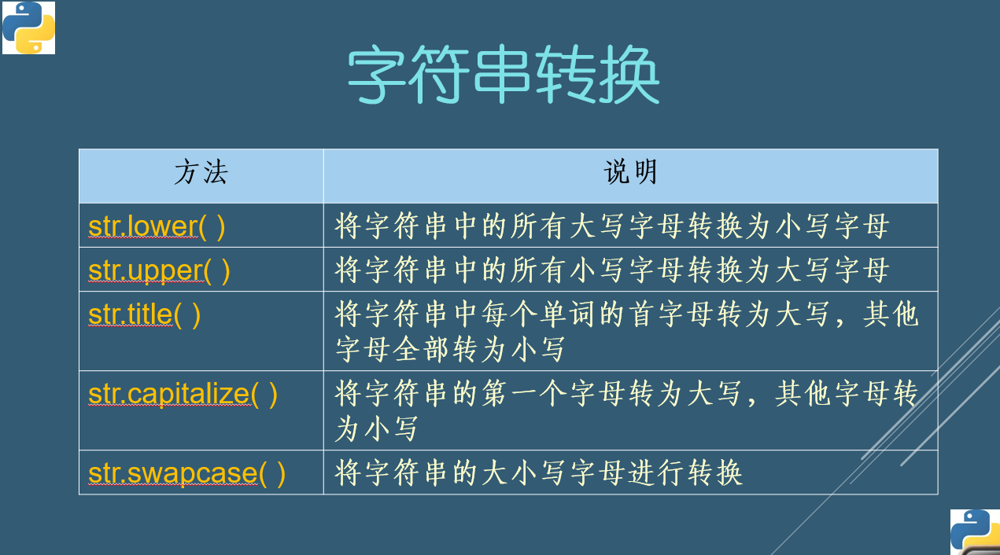 字符串转换
方法
说明
str.lower( )
将字符串中的所有大写字母转换为小写字母
str.upper( )
将字符串中的所有小写字母转换为大写字母
str.title( )
将字符串中每个单词的首字母转为大写，其他
字母全部转为小写
str.capitalize( )
将字符串的第一个字母转为大写，其他字母转
为小写
str.swapcase( )
将字符串的大小写字母进行转换